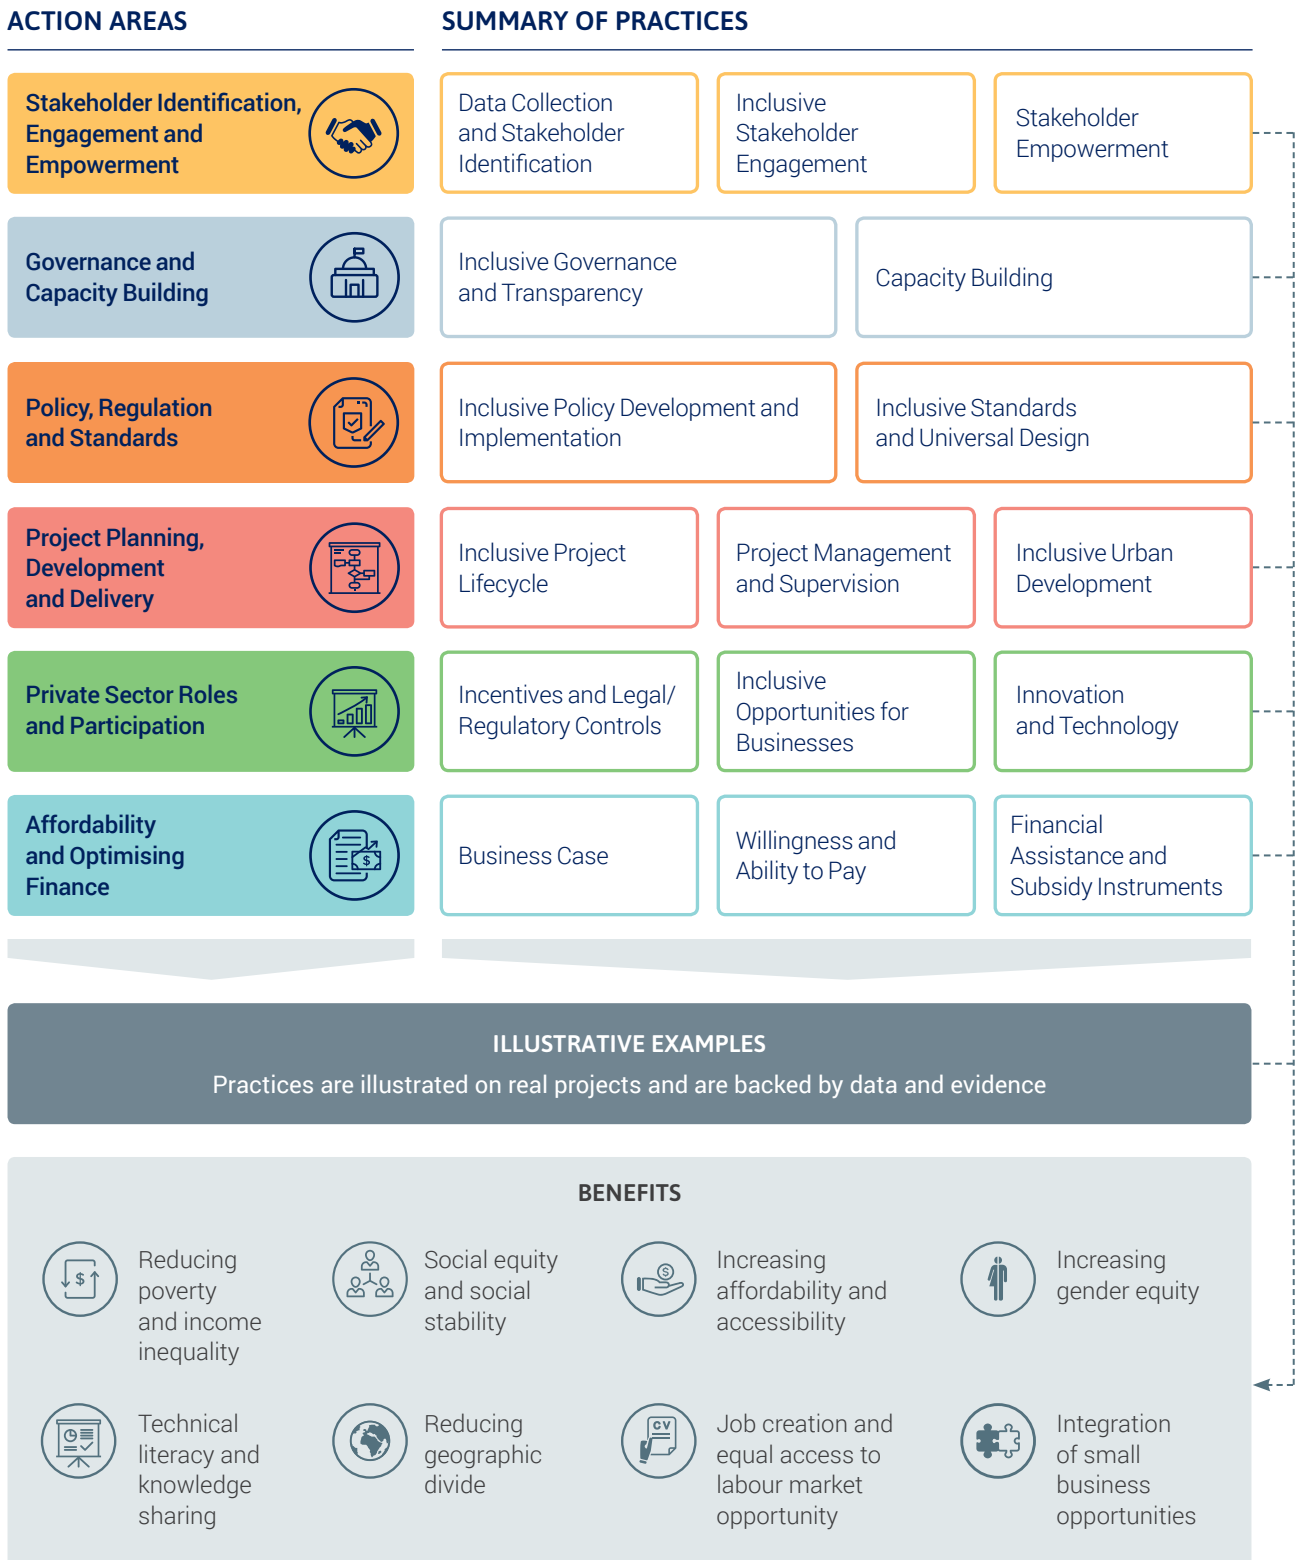 ACTION AREAS
SUMMARY OF PRACTICES
Stakeholder Identification,
Engagement and
Empowerment
Data Collection
and Stakeholder
Identification
Inclusive
Stakeholder
Engagement
Stakeholder
Empowerment
Governance and
Capacity Building
Inclusive Governance
and Transparency
Capacity Building
Policy, Regulation
and Standards
Inclusive Policy Development and
Implementation
Inclusive Standards
and Universal Design
Project Planning,
Development
and Delivery
Inclusive Project
Lifecycle
Project Management
and Supervision
Inclusive Urban
Development
Private Sector Roles
and Participation
Incentives and Legal/
Regulatory Controls
Inclusive
Opportunities for
Businesses
Innovation
and Technology
Affordability
and Optimising
Finance
$
Business Case
Willingness and
Ability to Pay
Financial
Assistance and
Subsidy Instruments
ILLUSTRATIVE EXAMPLES
Practices are illustrated on real projects and are backed by data and evidence
BENEFITS
$
Reducing
poverty
and income
inequality
Social equity
and social
stability
$
Increasing
affordability and
accessibility
Increasing
gender equity
Technical
literacy and
knowledge
sharing
Reducing
geographic
divide
CV
Job creation and
equal access to
labour market
opportunity
Integration
of small
business
opportunities